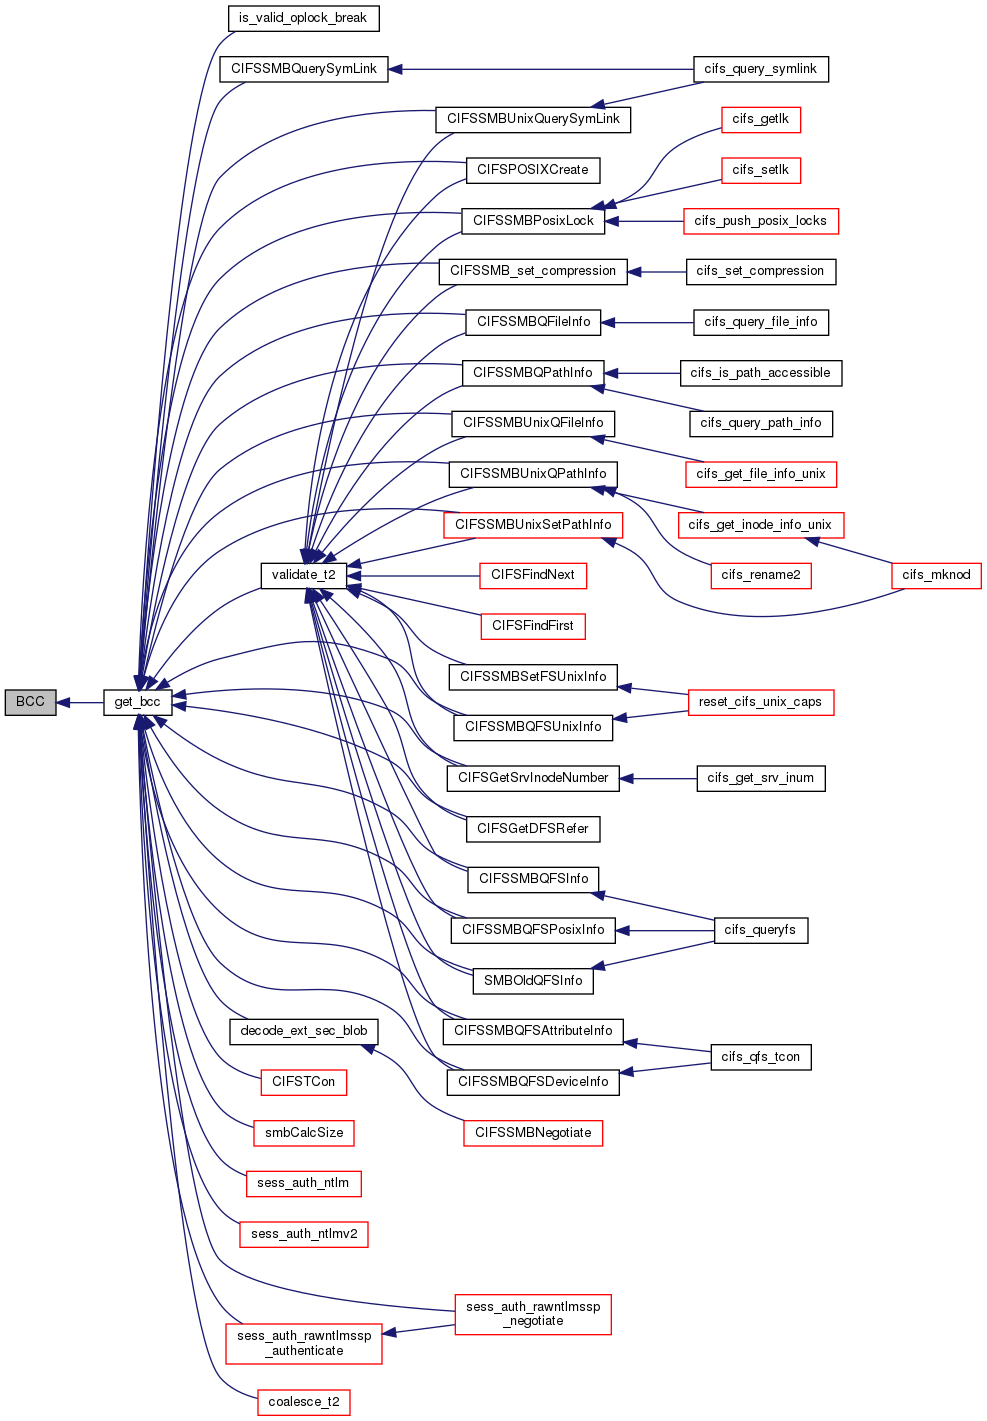 is_valid_oplock_break
CIFSSMBQuerySymLink
cifs_query_symlink
CIFSSMBUnixQuerySymLink
cifs_getlk
CIFSPOSIXCreate
cifs_setlk
CIFSSMBPosixLock
cifs_push_posix_locks
CIFSSMB_set_compression
cifs_set_compression
CIFSSMBQFileInfo
cifs_query_file_info
CIFSSMBQPathInfo
cifs_is_path_accessible
cifs_query_path_info
CIFSSMBUnixQFileInfo
cifs_get_file_info_unix
CIFSSMBUnixQPathInfo
CIFSSMBUnixSetPathInfo
cifs_get_inode_info_unix
validate_t2
CIFSFindNext
cifs_rename2
cifs_mknod
CIFSFindFirst
CIFSSMBSetFSUnixInfo
BCC
get_bcc
reset_cifs_unix_caps
CIFSSMBQFSUnixInfo
CIFSGetSrvInodeNumber
cifs_get_srv_inum
CIFSGetDFSRefer
CIFSSMBQFSInfo
CIFSSMBQFSPosixInfo
cifs_queryfs
SMBOldQFSInfo
decode_ext_sec_blob
CIFSSMBQFSAttributeInfo
cifs_qfs_tcon
CIFSTCon
CIFSSMBQFSDeviceInfo
smbCalcSize
CIFSSMBNegotiate
sess_auth_ntlm
sess_auth_ntlmv2
sess_auth_rawntlmssp
_negotiate
sess_auth_rawntlmssp
_authenticate
coalesce_t2